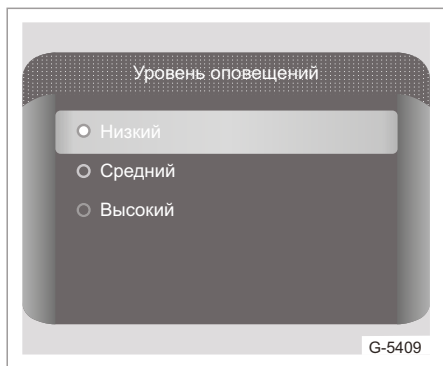 Уровень оповещений
Низкий
Средний
Высокий
G-5409